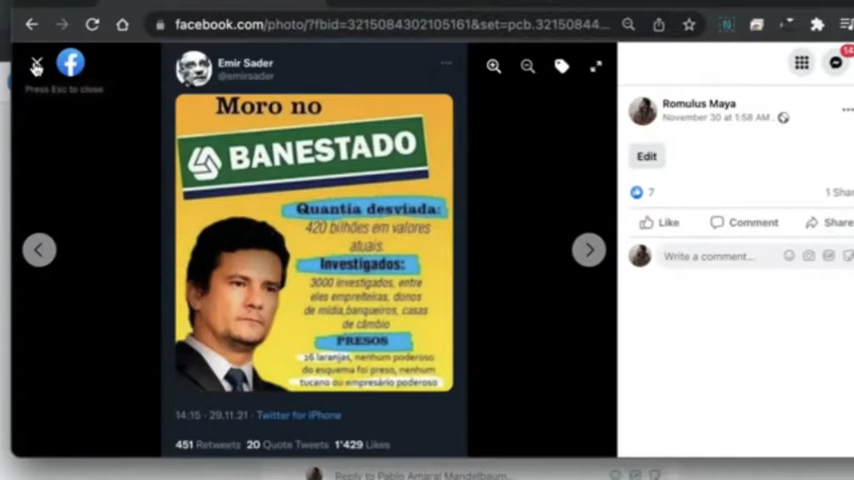 facebook.com/photo/?fbid=3215084302105161&set=pcb.32150844...
Press Esc to close
Emir Sader
@emirsader
Moro no
BANESTADO
Quantia desviada:
420 bilhões em valores
atuais.
Investigados:
3000 investigados, entre
eles empreiteiras, donos
de mídia,banqueiros, casas
de câmbio
PRESOS
16 laranjas, nenhum poderoso
do esquema foi preso, nenhum
tucano ou empresário poderoso
14:15 · 29.11.21 · Twitter for iPhone
451 Retweets 20 Quote Tweets 1'429 Likes
14
Romulus Maya
November 30 at 1:58 AM ·
Edit
7
1 Shar
Like Comment Share
Write a comment...
Reply to Pablo Amaral Mandelbaum...